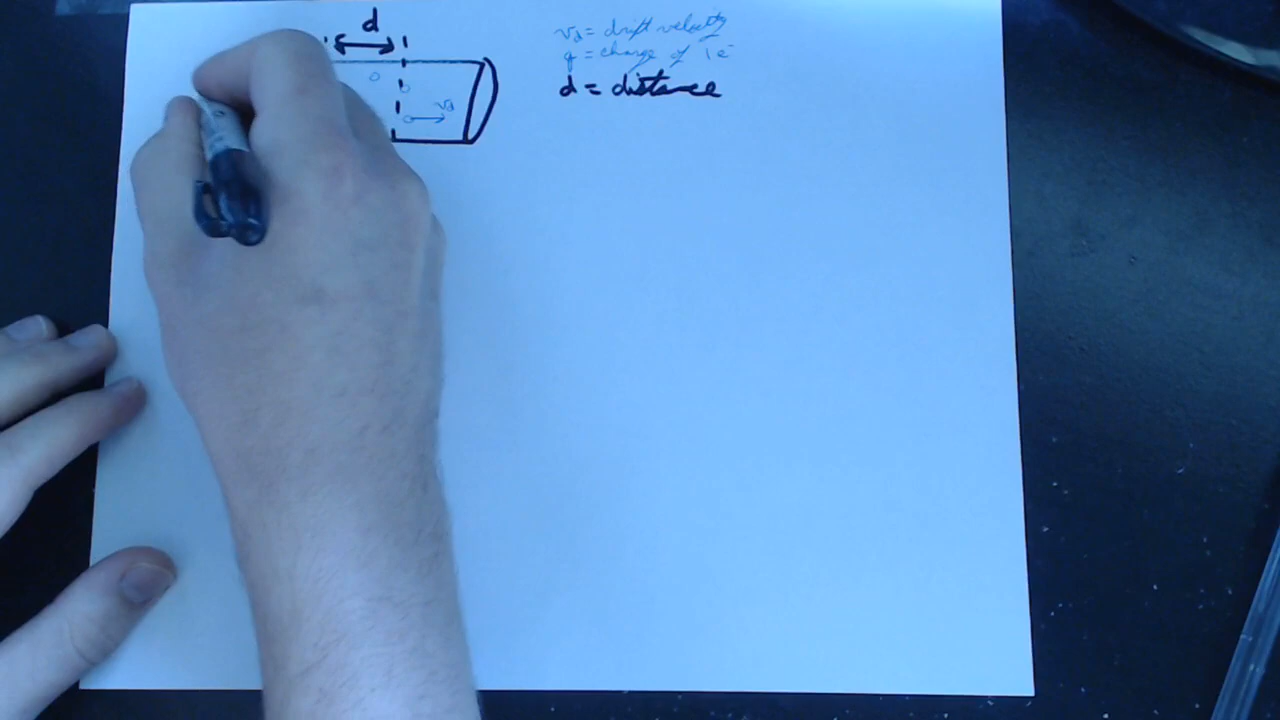 d
vd
vd = drift velocity
q = charge of 1e⁻
d = distance